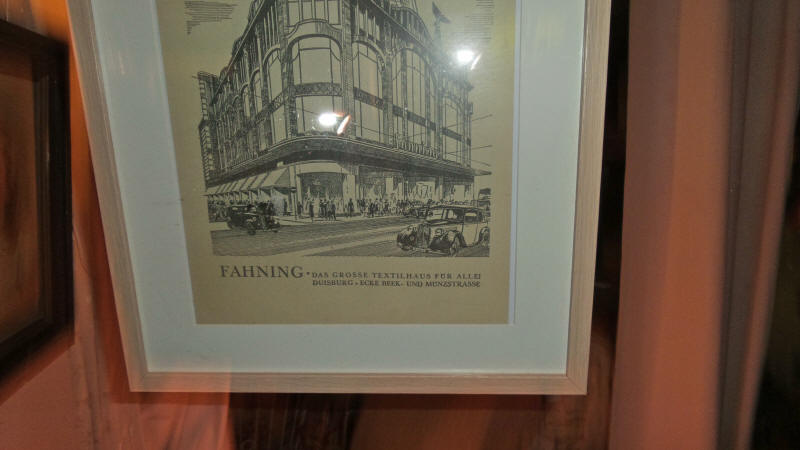 FAHNING • DAS GROSSE TEXTILHAUS FÜR ALLE!
DUISBURG • ECKE BEEK- UND MÜNZSTRASSE